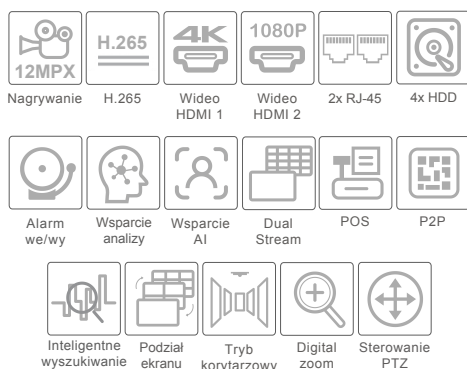 12MPX
H.265
4K
1080P
Nagrywanie
H.265
Wideo
HDMI 1
Wideo
HDMI 2
2x RJ-45
4x HDD
Alarm
we/wy
Wsparcie
analizy
Wsparcie
AI
Dual
Stream
POS
P2P
Inteligentne
wyszukiwanie
Podział
ekranu
Tryb
korytarzowy
Digital
zoom
Sterowanie
PTZ